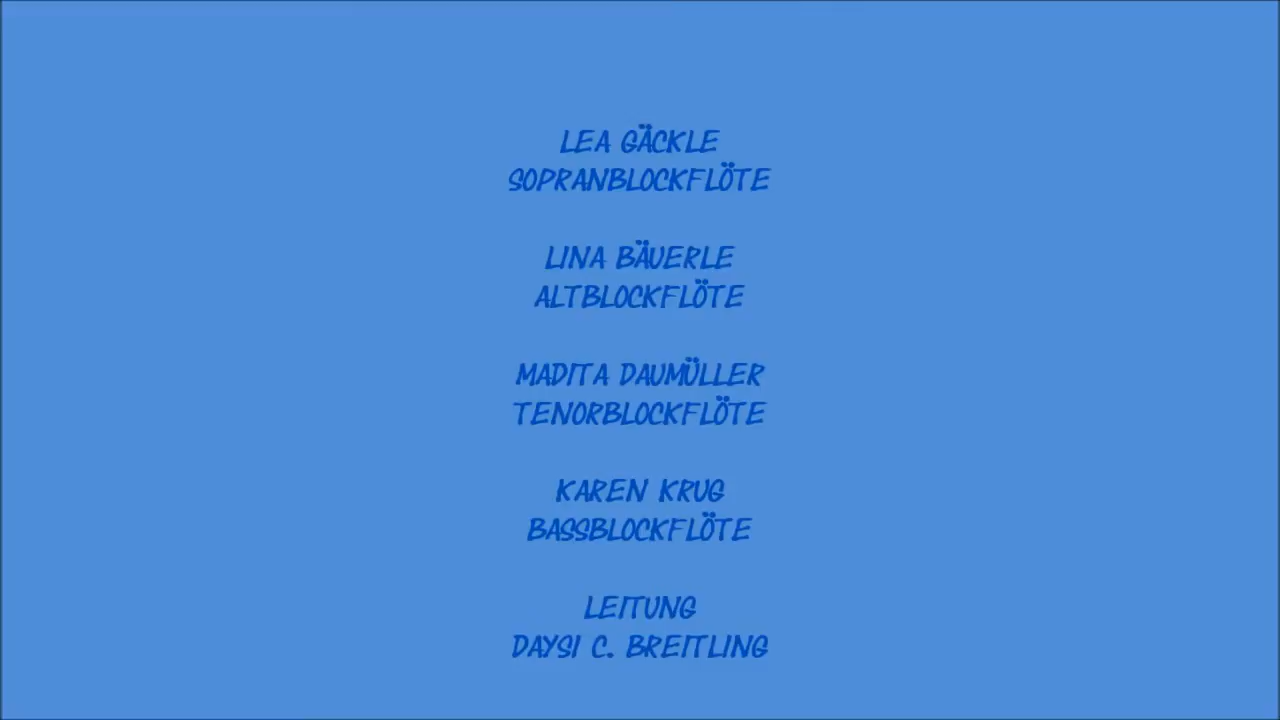 LEA GÄCKLE
SOPRANBLOCKFLÖTE
LINA BÄUERLE
ALTBLOCKFLÖTE
MADITA DAUMÜLLER
TENORBLOCKFLÖTE
KAREN KRUG
BASSBLOCKFLÖTE
LEITUNG
DAYSI C. BREITLING